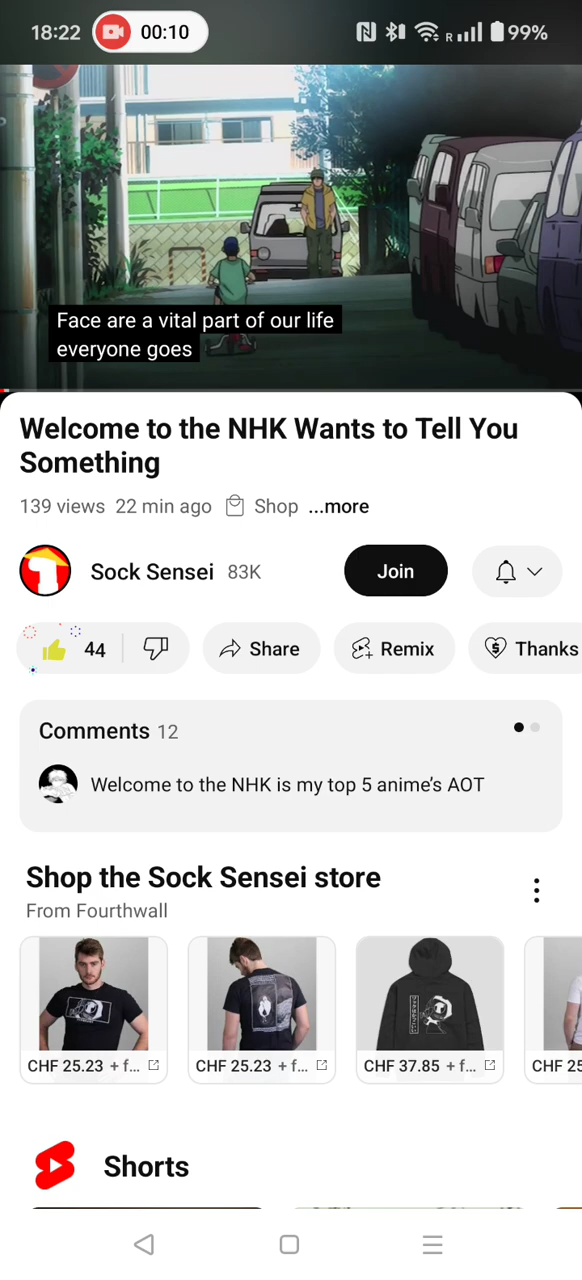 18:22
00:10
R
99%
Face are a vital part of our life
everyone goes
Welcome to the NHK Wants to Tell You
Something
139 views 22 min ago Shop ...more
Sock Sensei 83K
Join
44
Share
Remix
Thanks
Comments 12
Welcome to the NHK is my top 5 anime's AOT
Shop the Sock Sensei store
From Fourthwall
CHF 25.23 + f...
CHF 25.23 + f...
CHF 37.85 + f...
CHF 25
Shorts